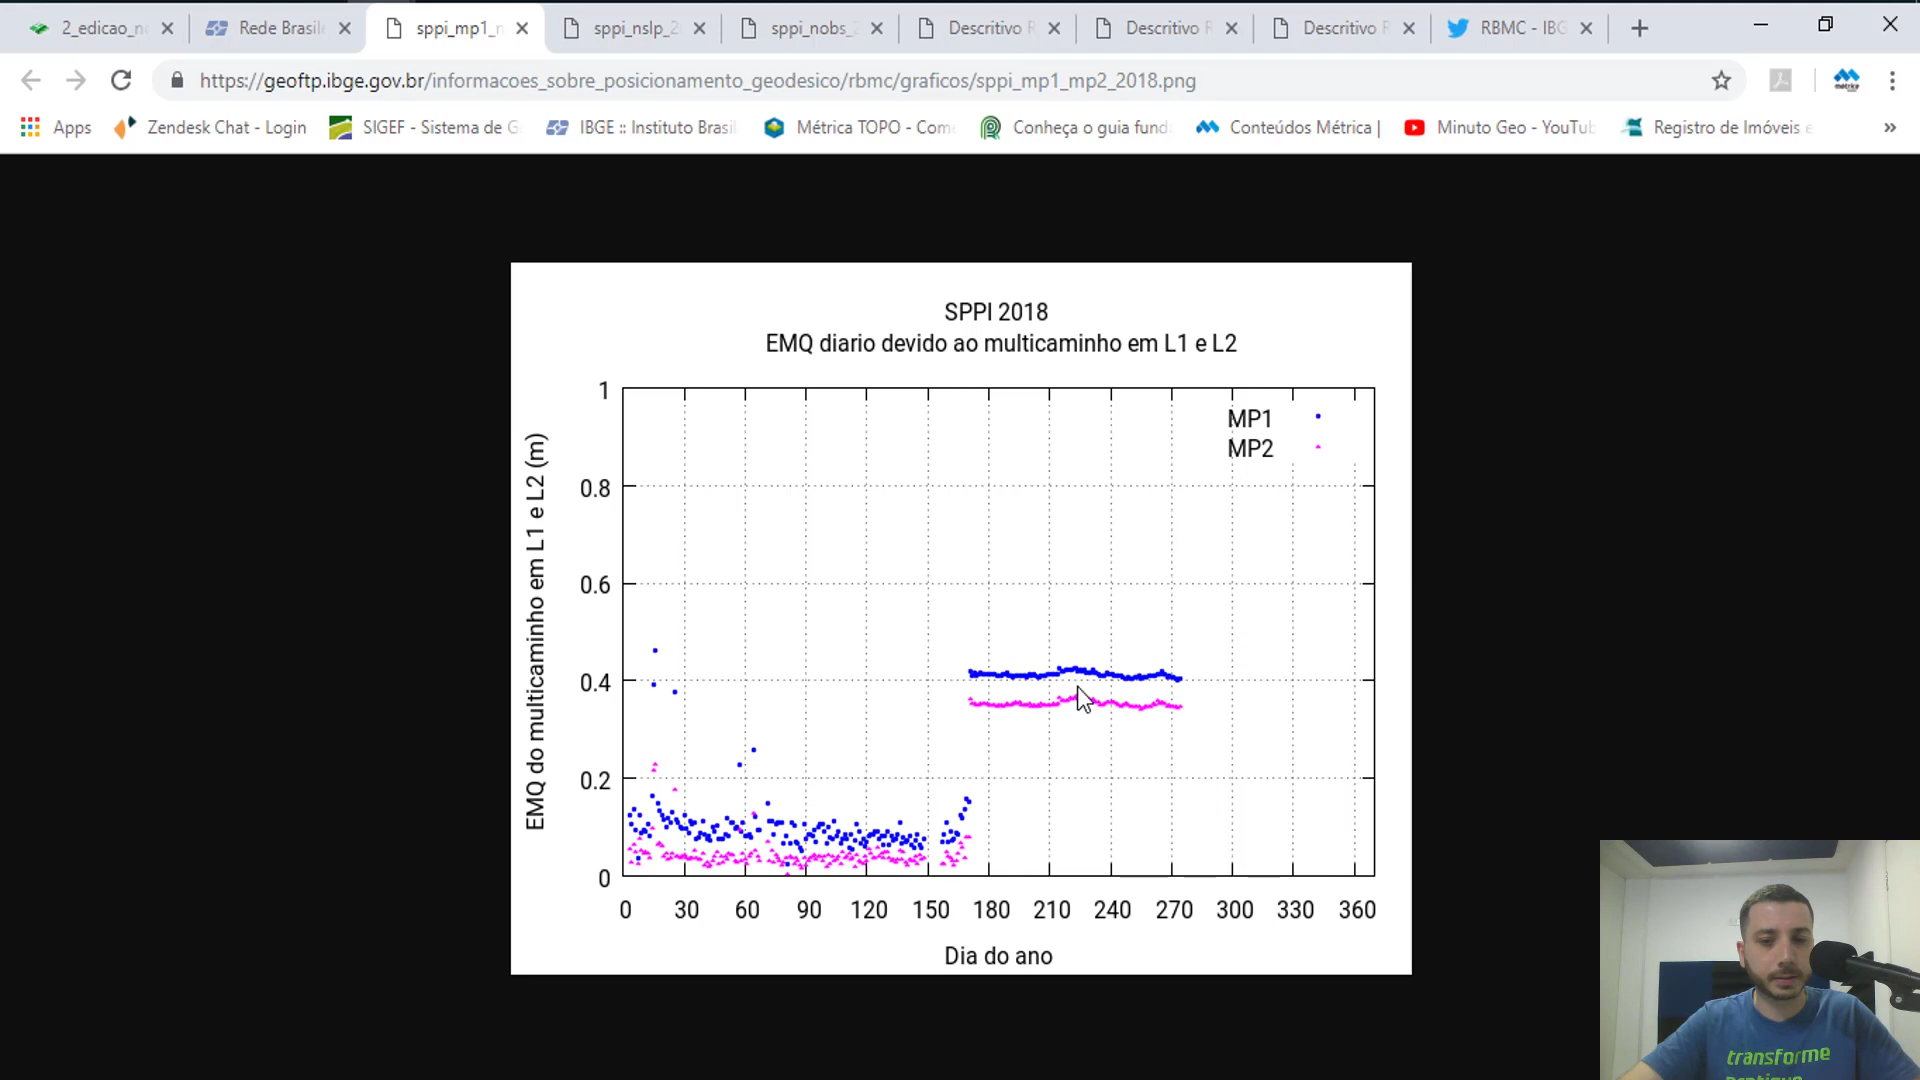 2_edicao_n
Rede Brasile
sppi_mp1_n
sppi_nslp_2
sppi_nobs_2
Descritivo R
Descritivo R
Descritivo R
RBMC - IBG
https://geoftp.ibge.gov.br/informacoes_sobre_posicionamento_geodesico/rbmc/graficos/sppi_mp1_mp2_2018.png
métrica
Apps
Zendesk Chat - Login
SIGEF - Sistema de G
IBGE :: Instituto Brasil
Métrica TOPO - Com
Conheça o guia fund
Conteúdos Métrica |
Minuto Geo - YouTub
Registro de Imóveis e
»
SPPI 2018
EMQ diario devido ao multicaminho em L1 e L2
EMQ do multicaminho em L1 e L2 (m)
1
0.8
0.6
0.4
0.2
0
MP1
MP2
0 30 60 90 120 150 180 210 240 270 300 330 360
Dia do ano
transforme